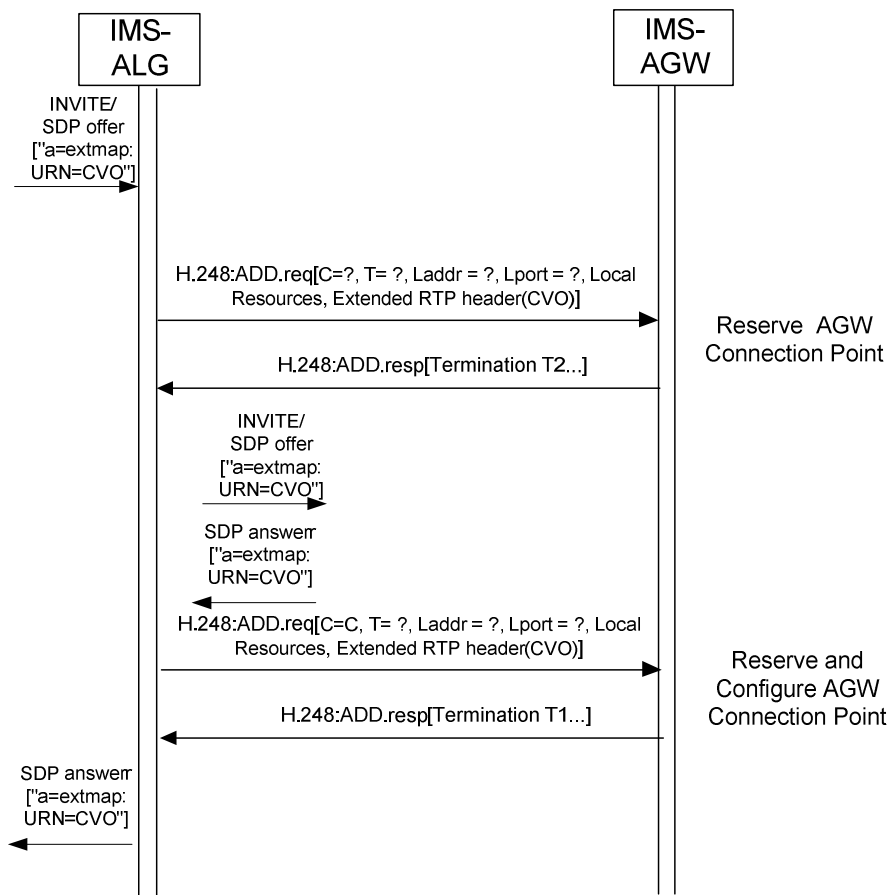 IMS-
ALG
IMS-
AGW
INVITE/
SDP offer
["a=extmap:
URN=CVO"]
H.248:ADD.req[C=?, T= ?, Laddr = ?, Lport = ?, Local
Resources, Extended RTP header(CVO)]
Reserve AGW
Connection Point
H.248:ADD.resp[Termination T2...]
INVITE/
SDP offer
["a=extmap:
URN=CVO"]
SDP answerr
["a=extmap:
URN=CVO"]
H.248:ADD.req[C=C, T= ?, Laddr = ?, Lport = ?, Local
Resources, Extended RTP header(CVO)]
Reserve and
Configure AGW
Connection Point
H.248:ADD.resp[Termination T1...]
SDP answerr
["a=extmap:
URN=CVO"]